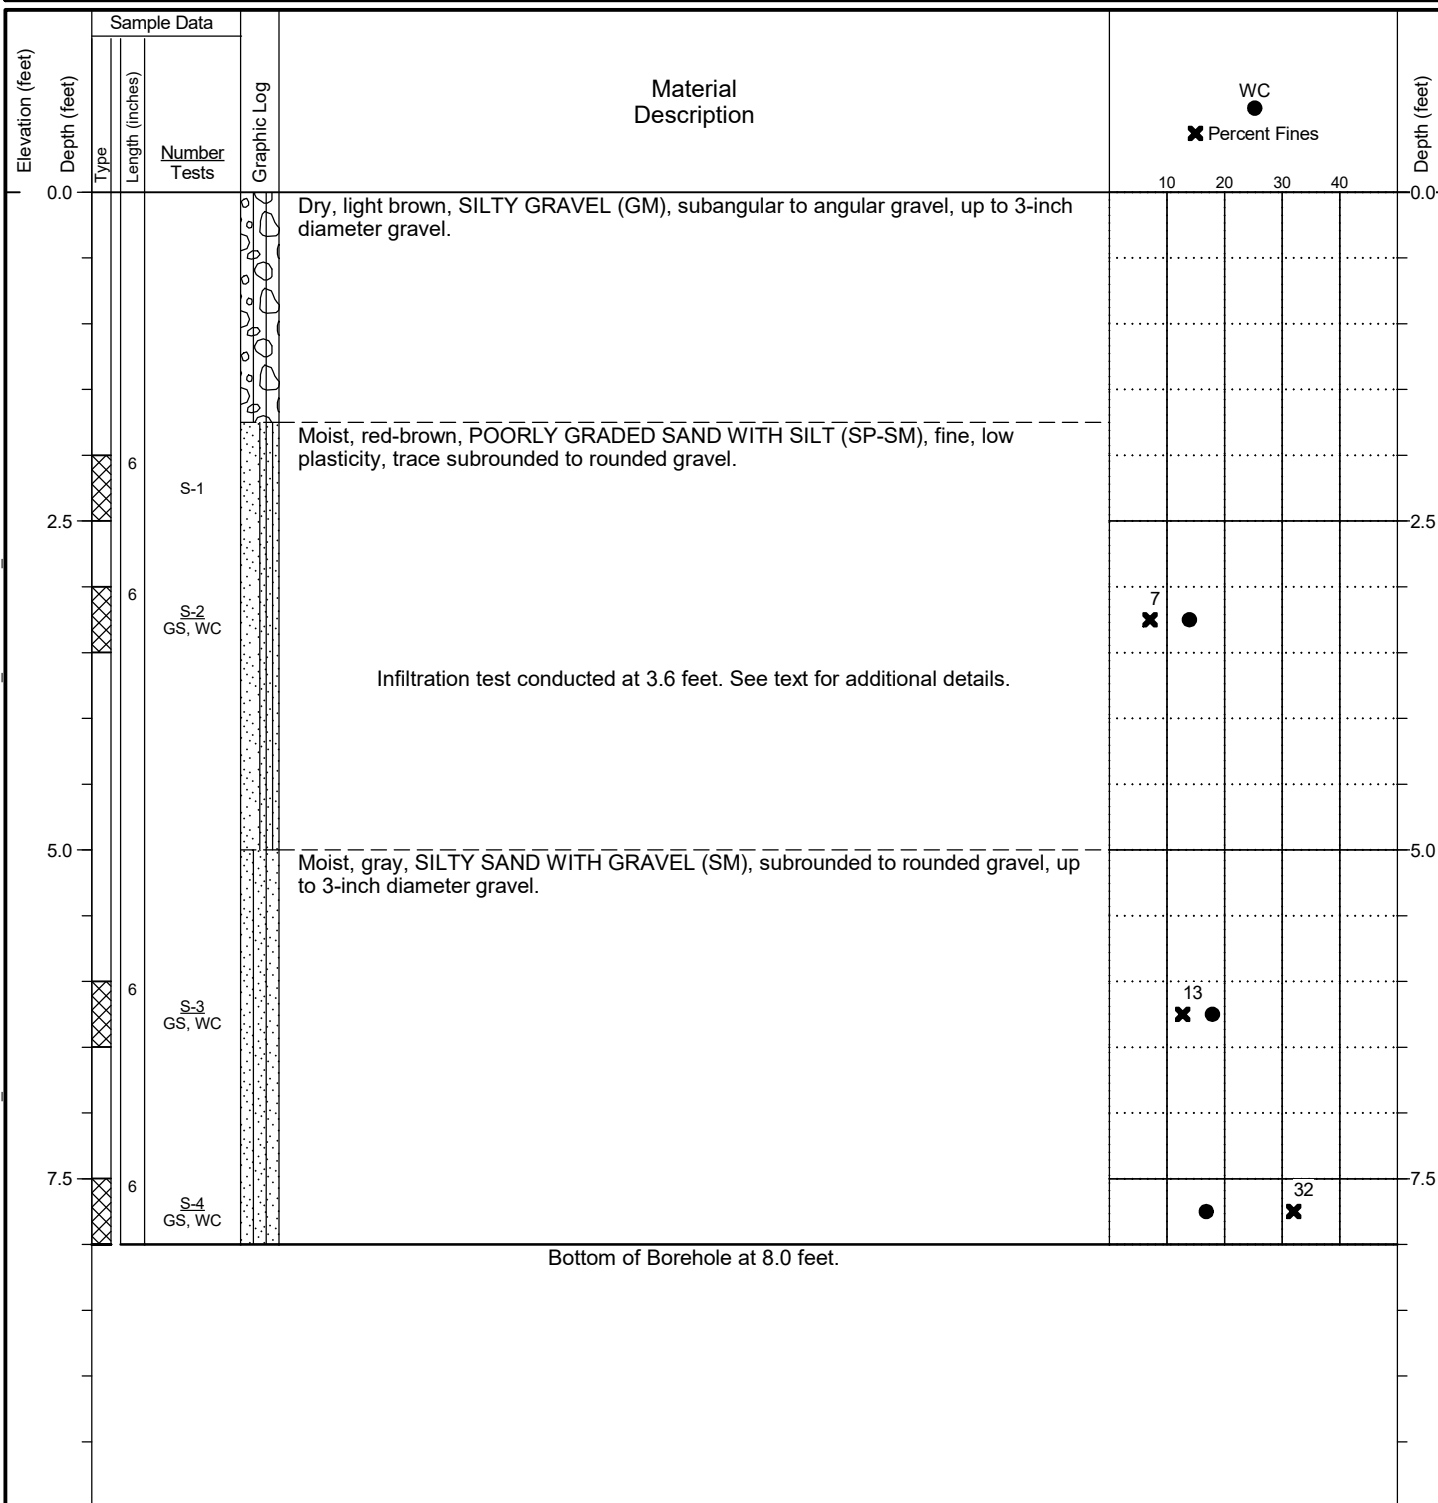 Sample Data
Elevation (feet)
Depth (feet)
Type
Length (inches)
Number
Tests
Graphic Log
Material
Description
WC
Percent Fines
Depth (feet)
10 20 30 40
0.0
0.0
Dry, light brown, SILTY GRAVEL (GM), subangular to angular gravel, up to 3-inch
diameter gravel.
Moist, red-brown, POORLY GRADED SAND WITH SILT (SP-SM), fine, low
plasticity, trace subrounded to rounded gravel.
6
S-1
2.5
2.5
6
S-2
GS, WC
7
Infiltration test conducted at 3.6 feet. See text for additional details.
5.0
5.0
Moist, gray, SILTY SAND WITH GRAVEL (SM), subrounded to rounded gravel, up
to 3-inch diameter gravel.
6
S-3
GS, WC
13
7.5
7.5
6
S-4
GS, WC
32
Bottom of Borehole at 8.0 feet.